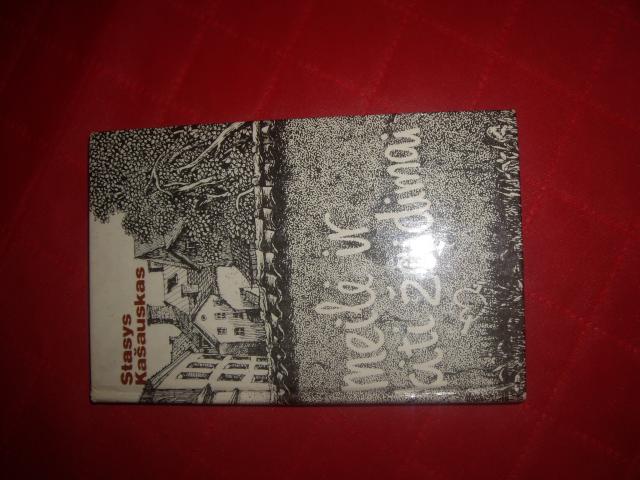 Stasys
Kašauskas
meilė ir
kiti žaidimai